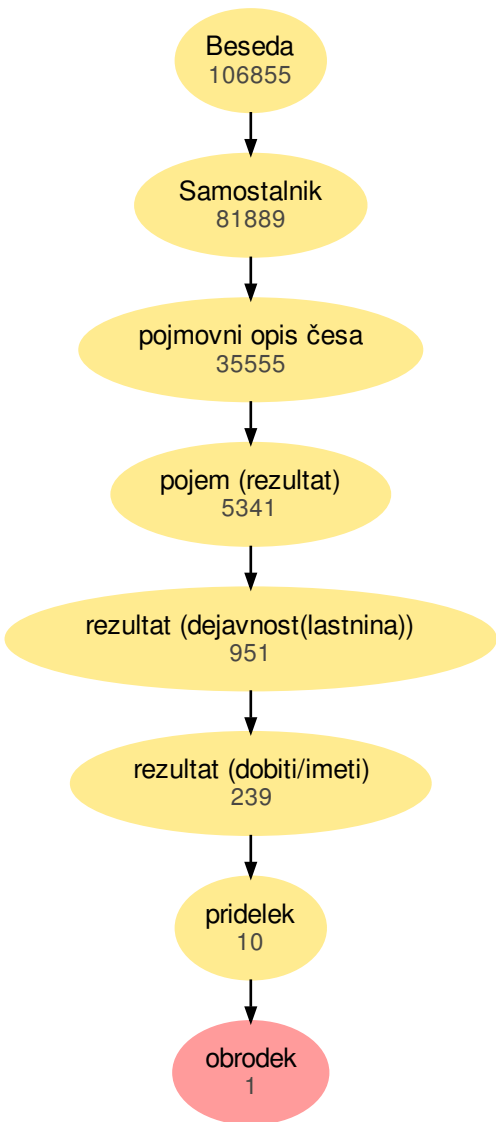 Beseda
106855
Samostalnik
81889
pojmovni opis česa
35555
pojem (rezultat)
5341
rezultat (dejavnost(lastnina))
951
rezultat (dobiti/imeti)
239
pridelek
10
obrodek
1